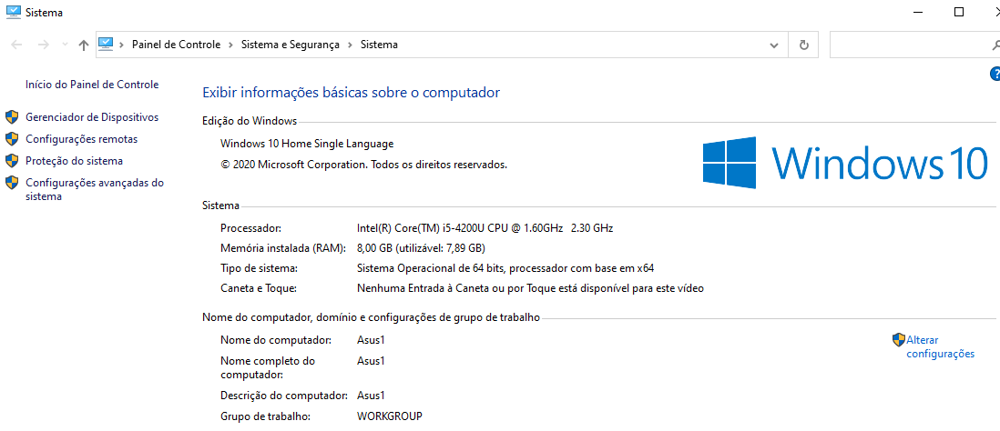 Sistema
Painel de Controle > Sistema e Segurança > Sistema
Início do Painel de Controle
Gerenciador de Dispositivos
Configurações remotas
Proteção do sistema
Configurações avançadas do
sistema
Exibir informações básicas sobre o computador
Edição do Windows
Windows 10 Home Single Language
© 2020 Microsoft Corporation. Todos os direitos reservados.
Windows 10
Sistema
Processador: Intel(R) Core(TM) i5-4200U CPU @ 1.60GHz 2.30 GHz
Memória instalada (RAM): 8,00 GB (utilizável: 7,89 GB)
Tipo de sistema: Sistema Operacional de 64 bits, processador com base em x64
Caneta e Toque: Nenhuma Entrada à Caneta ou por Toque está disponível para este vídeo
Nome do computador, domínio e configurações de grupo de trabalho
Nome do computador: Asus1
Alterar
configurações
Nome completo do
computador:
Asus1
Descrição do computador: Asus1
Grupo de trabalho: WORKGROUP